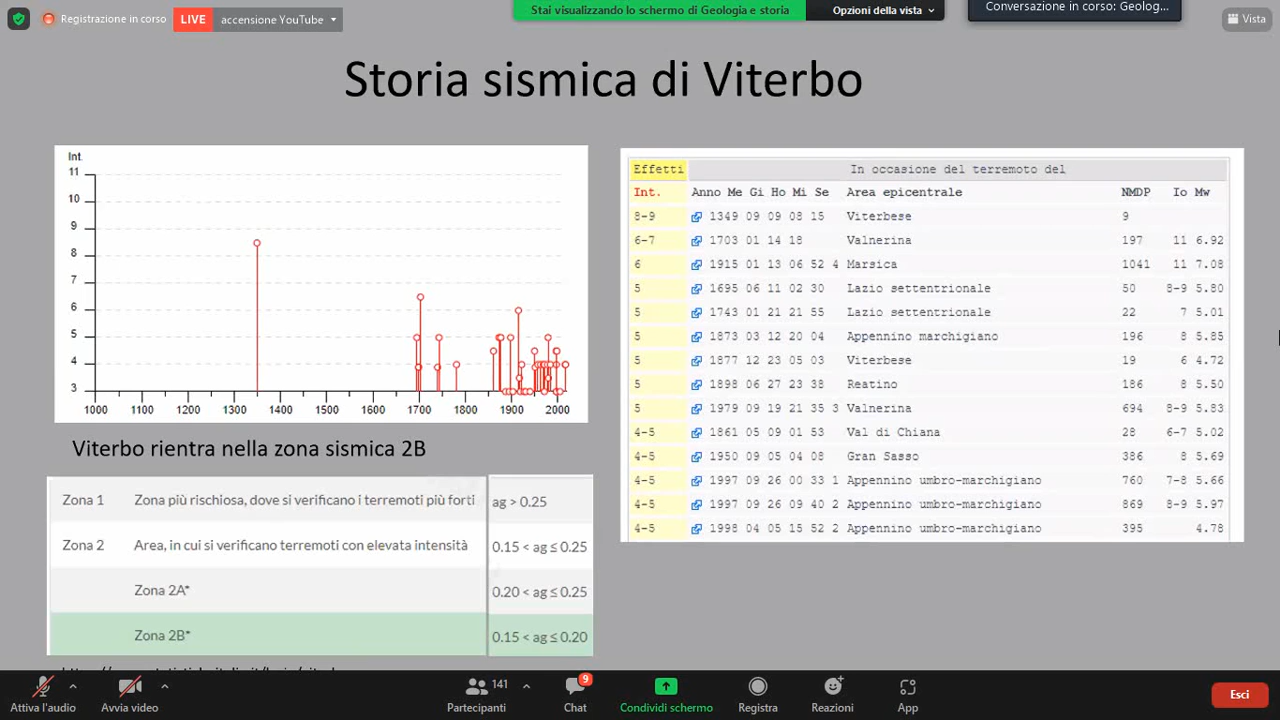 Registrazione in corso
LIVE
accensione YouTube
Stai visualizzando lo schermo di Geologia e storia
Opzioni della vista
Conversazione in corso: Geolog...
Vista
Storia sismica di Viterbo
Int.
11
10
9
8
7
6
5
4
3
1000 1100 1200 1300 1400 1500 1600 1700 1800 1900 2000
Effetti In occasione del terremoto del
Int. Anno Me Gi Ho Mi Se Area epicentrale NMDP Io Mw
8-9 1349 09 09 08 15 Viterbese 9
6-7 1703 01 14 18 Valnerina 197 11 6.92
6 1915 01 13 06 52 4 Marsica 1041 11 7.08
5 1695 06 11 02 30 Lazio settentrionale 50 8-9 5.80
5 1743 01 21 21 55 Lazio settentrionale 22 7 5.01
5 1873 03 12 20 04 Appennino marchigiano 196 8 5.85
5 1877 12 23 05 03 Viterbese 19 6 4.72
5 1898 06 27 23 38 Reatino 186 8 5.50
5 1979 09 19 21 35 3 Valnerina 694 8-9 5.83
4-5 1861 05 09 01 53 Val di Chiana 28 6-7 5.02
4-5 1950 09 05 04 08 Gran Sasso 386 8 5.69
4-5 1997 09 26 00 33 1 Appennino umbro-marchigiano 760 7-8 5.66
4-5 1997 09 26 09 40 2 Appennino umbro-marchigiano 869 8-9 5.97
4-5 1998 04 05 15 52 2 Appennino umbro-marchigiano 395 4.78
Viterbo rientra nella zona sismica 2B
Zona 1 Zona più rischiosa, dove si verificano i terremoti più forti ag > 0.25
Zona 2 Area, in cui si verificano terremoti con elevata intensità 0.15 < ag ≤ 0.25
Zona 2A* 0.20 < ag ≤ 0.25
Zona 2B* 0.15 < ag ≤ 0.20
Attiva l'audio
Avvia video
141
Partecipanti
9
Chat
Condividi schermo
Registra
Reazioni
App
Esci